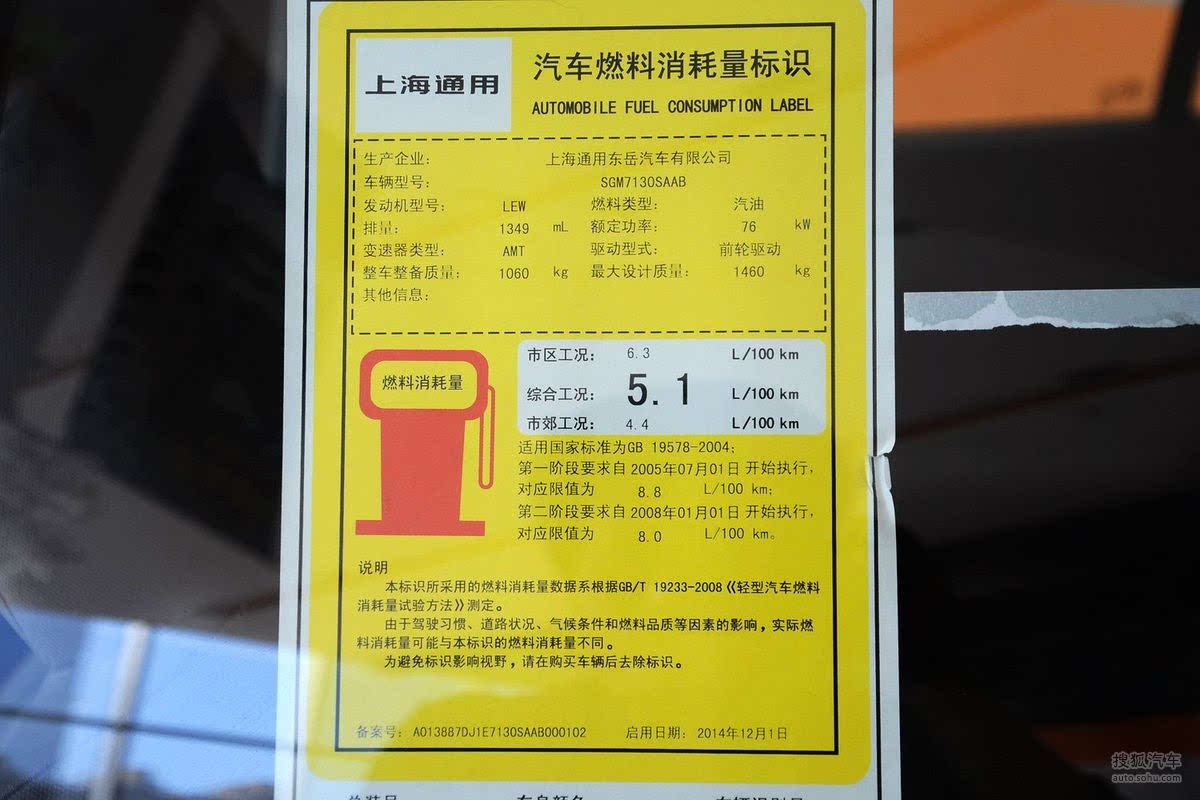 上海通用
汽车燃料消耗量标识
AUTOMOBILE FUEL CONSUMPTION LABEL
生产企业: 上海通用东岳汽车有限公司
车辆型号: SGM7130SAAB
发动机型号: LEW 燃料类型: 汽油
排量: 1349 mL 额定功率: 76 kW
变速器类型: AMT 驱动型式: 前轮驱动
整车整备质量: 1060 kg 最大设计质量: 1460 kg
其他信息:
燃料消耗量
市区工况: 6.3 L/100 km
综合工况: 5.1 L/100 km
市郊工况: 4.4 L/100 km
适用国家标准为GB 19578-2004;
第一阶段要求自 2005年07月01日 开始执行,
对应限值为 8.8 L/100 km;
第二阶段要求自 2008年01月01日 开始执行,
对应限值为 8.0 L/100 km。
说明
本标识所采用的燃料消耗量数据系根据GB/T 19233-2008《轻型汽车燃料
消耗量试验方法》测定。
由于驾驶习惯、道路状况、气候条件和燃料品质等因素的影响,实际燃
料消耗量可能与本标识的燃料消耗量不同。
为避免标识影响视野,请在购买车辆后去除标识。
备案号: A013887DJ1E7130SAAB000102 启用日期: 2014年12月1日
搜狐汽车
auto.sohu.com